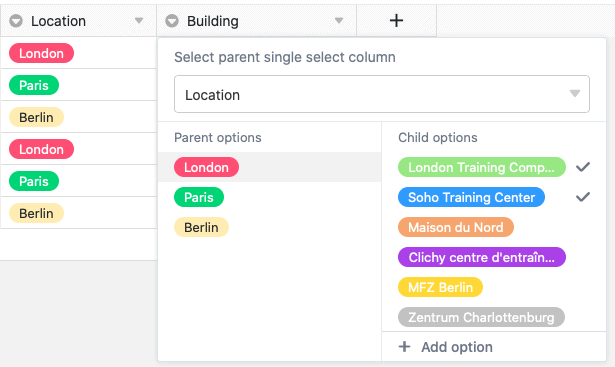 Location
Building
London
Paris
Berlin
London
Paris
Berlin
Select parent single select column
Location
Parent options
London
Paris
Berlin
Child options
London Training Comp...
Soho Training Center
Maison du Nord
Clichy centre d'entraîn...
MFZ Berlin
Zentrum Charlottenburg
+ Add option